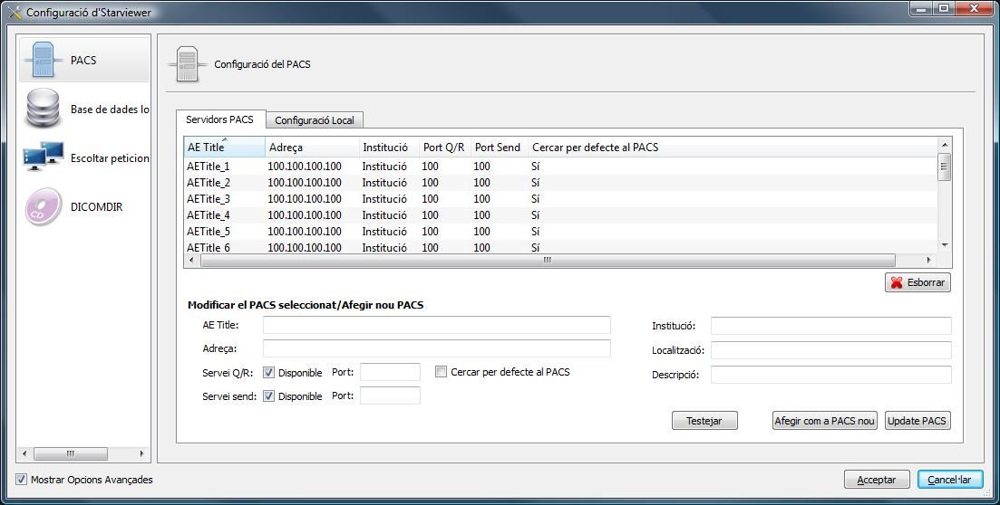 Configuració d'Starviewer
PACS
Base de dades lo
Escoltar peticion
DICOMDIR
Configuració del PACS
Servidors PACS Configuració Local
AE Title Adreça Institució Port Q/R Port Send Cercar per defecte al PACS
AETitle_1 100.100.100.100 Institució 100 100 Sí
AETitle_2 100.100.100.100 Institució 100 100 Sí
AETitle_3 100.100.100.100 Institució 100 100 Sí
AETitle_4 100.100.100.100 Institució 100 100 Sí
AETitle_5 100.100.100.100 Institució 100 100 Sí
AETitle 6 100.100.100.100 Institució 100 100 Sí
Esborrar
Modificar el PACS seleccionat/Afegir nou PACS
AE Title: Institució:
Adreça: Localització:
Servei Q/R: Disponible Port: Cercar per defecte al PACS Descripció:
Servei send: Disponible Port:
Testejar Afegir com a PACS nou Update PACS
Mostrar Opcions Avançades
Acceptar Cancel·lar
CD